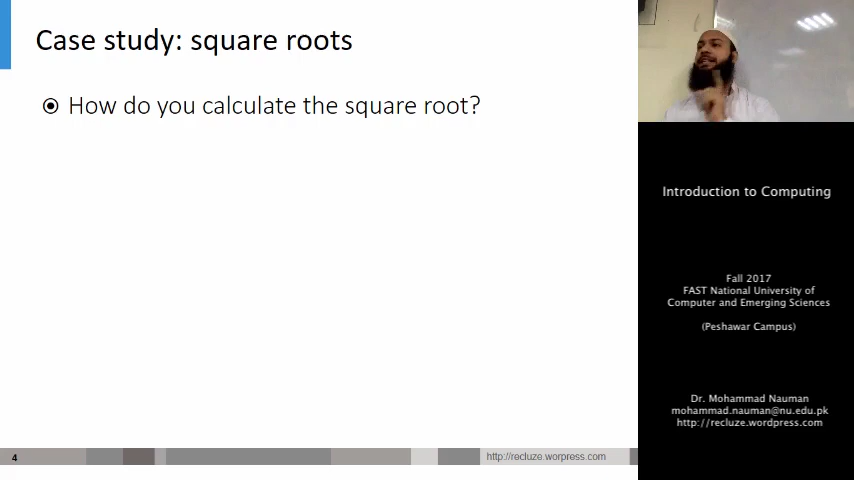 Case study: square roots
How do you calculate the square root?
4
http://recluze.worpress.com
Introduction to Computing
Fall 2017
FAST National University of
Computer and Emerging Sciences
(Peshawar Campus)
Dr. Mohammad Nauman
mohammad.nauman@nu.edu.pk
http://recluze.wordpress.com